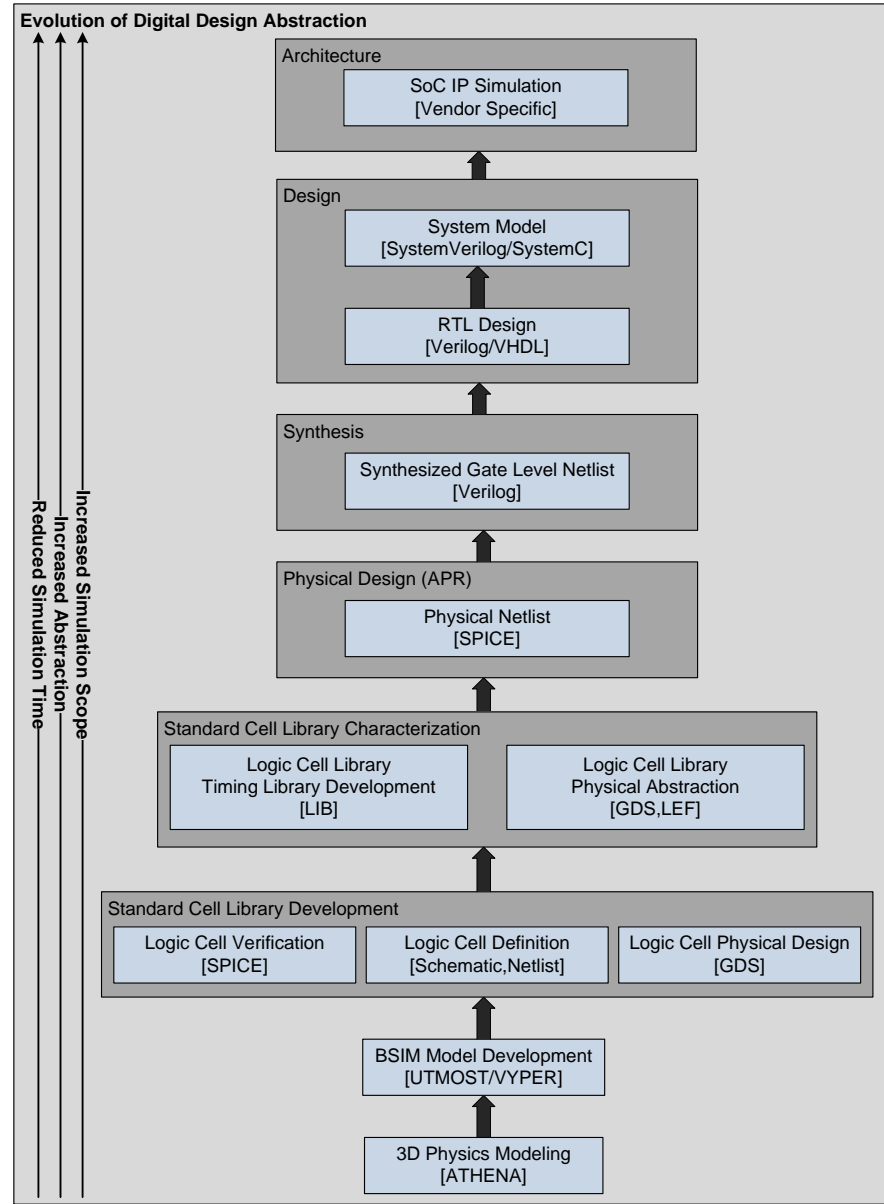 Evolution of Digital Design Abstraction
Architecture
SoC IP Simulation
[Vendor Specific]
Design
System Model
[SystemVerilog/SystemC]
RTL Design
[Verilog/VHDL]
Synthesis
Synthesized Gate Level Netlist
[Verilog]
Physical Design (APR)
Physical Netlist
[SPICE]
Standard Cell Library Characterization
Logic Cell Library
Timing Library Development
[LIB]
Logic Cell Library
Physical Abstraction
[GDS,LEF]
Standard Cell Library Development
Logic Cell Verification
[SPICE]
Logic Cell Definition
[Schematic,Netlist]
Logic Cell Physical Design
[GDS]
BSIM Model Development
[UTMOST/VYPER]
3D Physics Modeling
[ATHENA]
Reduced Simulation Time
Increased Abstraction
Increased Simulation Scope